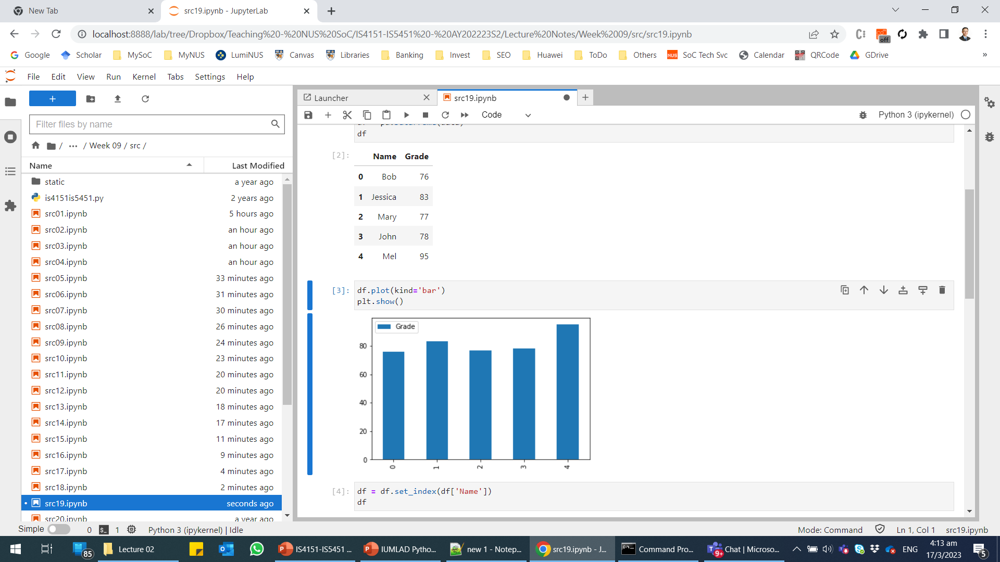 New Tab
src19.ipynb - JupyterLab
localhost:8888/lab/tree/Dropbox/Teaching%20-%20NUS%20SoC/IS4151-IS5451%20-%20AY202223S2/Lecture%20Notes/Week%2009/src/src19.ipynb
off
Google Scholar MySoC MyNUS LumiNUS Canvas Libraries Banking Invest SEO Huawei ToDo Others NUS SoC Tech Svc Calendar QRCode GDrive »
File Edit View Run Kernel Tabs Settings Help
Launcher
src19.ipynb
Code
Python 3 (ipykernel)
Filter files by name
/ ··· / Week 09 / src /
Name Last Modified
static a year ago
is4151is5451.py 2 years ago
src01.ipynb 5 hours ago
src02.ipynb an hour ago
src03.ipynb an hour ago
src04.ipynb an hour ago
src05.ipynb 33 minutes ago
src06.ipynb 31 minutes ago
src07.ipynb 30 minutes ago
src08.ipynb 26 minutes ago
src09.ipynb 24 minutes ago
src10.ipynb 23 minutes ago
src11.ipynb 20 minutes ago
src12.ipynb 20 minutes ago
src13.ipynb 18 minutes ago
src14.ipynb 17 minutes ago
src15.ipynb 11 minutes ago
src16.ipynb 9 minutes ago
src17.ipynb 4 minutes ago
src18.ipynb 2 minutes ago
src19.ipynb seconds ago
src20.ipynb a year ago
df
[2]:
Name Grade
0 Bob 76
1 Jessica 83
2 Mary 77
3 John 78
4 Mel 95
[3]: df.plot(kind='bar')
plt.show()
Grade
80
60
40
20
0
0 1 2 3 4
[4]: df = df.set_index(df['Name'])
df
Simple 0 $_ 1 Python 3 (ipykernel) | Idle
Mode: Command Ln 1, Col 1 src19.ipynb
85 Lecture 02 IS4151-IS5451 ... IUMLAD Pytho... new 1 - Notep... src19.ipynb - J... Command Pro... 9+ Chat | Microso... ENG
4:13 am
17/3/2023
5